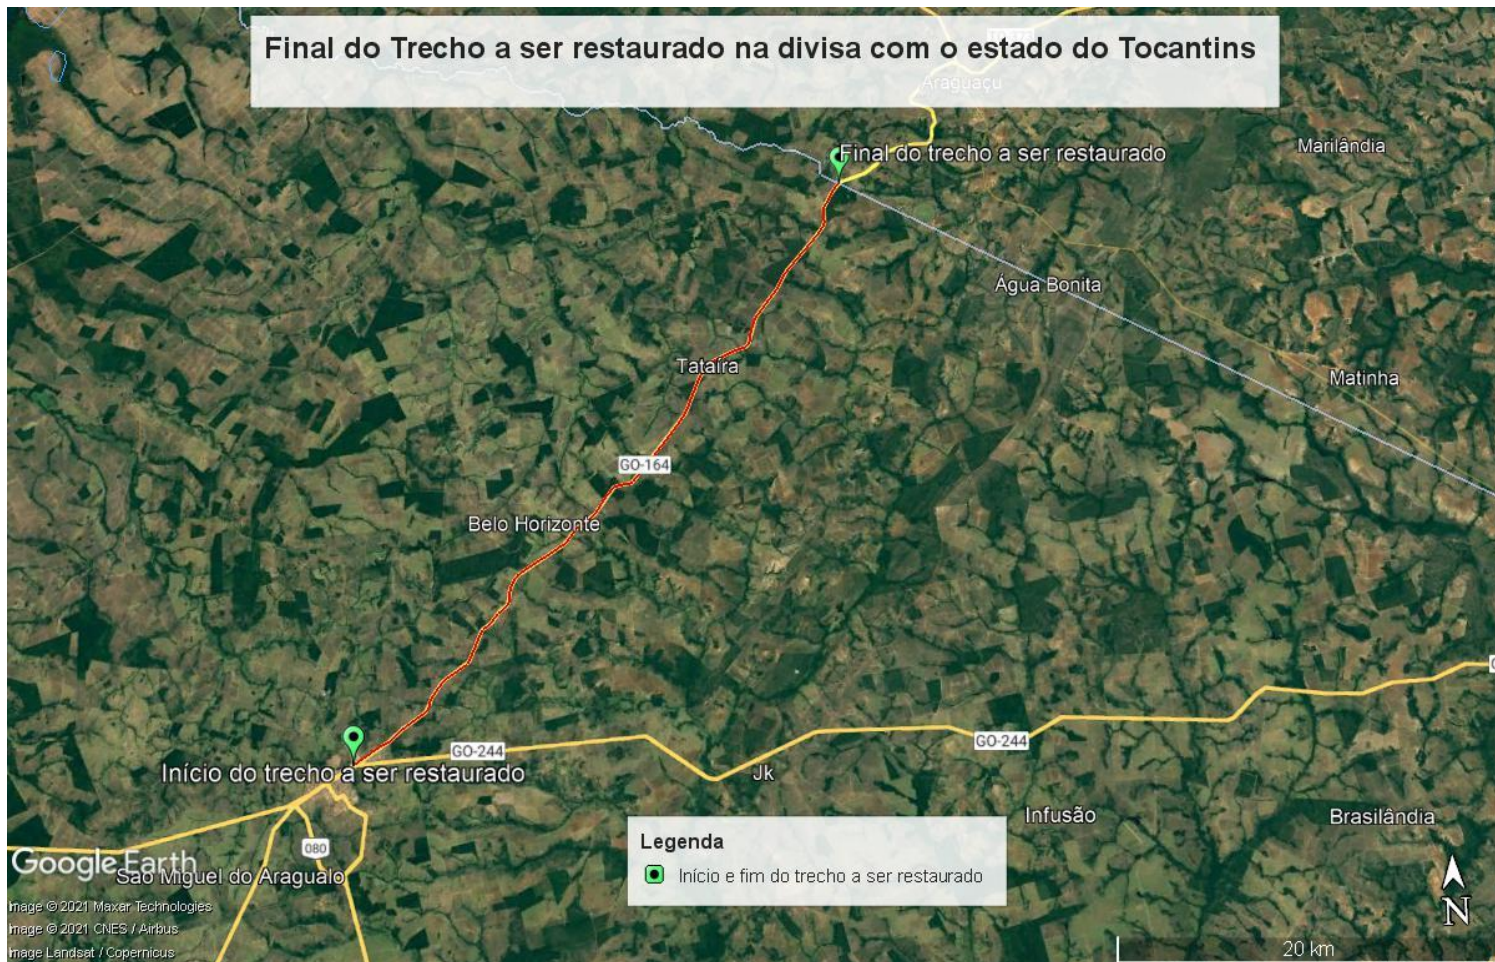 Final do Trecho a ser restaurado na divisa com o estado do Tocantins
Araguaçu
Marilândia
Final do trecho a ser restaurado
Água Bonita
Tataíra
Matinha
GO-164
Belo Horizonte
GO-244
GO-244
Início do trecho a ser restaurado
Jk
Infusão
Brasilândia
Legenda
Início e fim do trecho a ser restaurado
080
Google Earth
São Miguel do Araguaio
Image © 2021 Maxar Technologies
Image © 2021 CNES / Airbus
Image Landsat / Copernicus
N
20 km